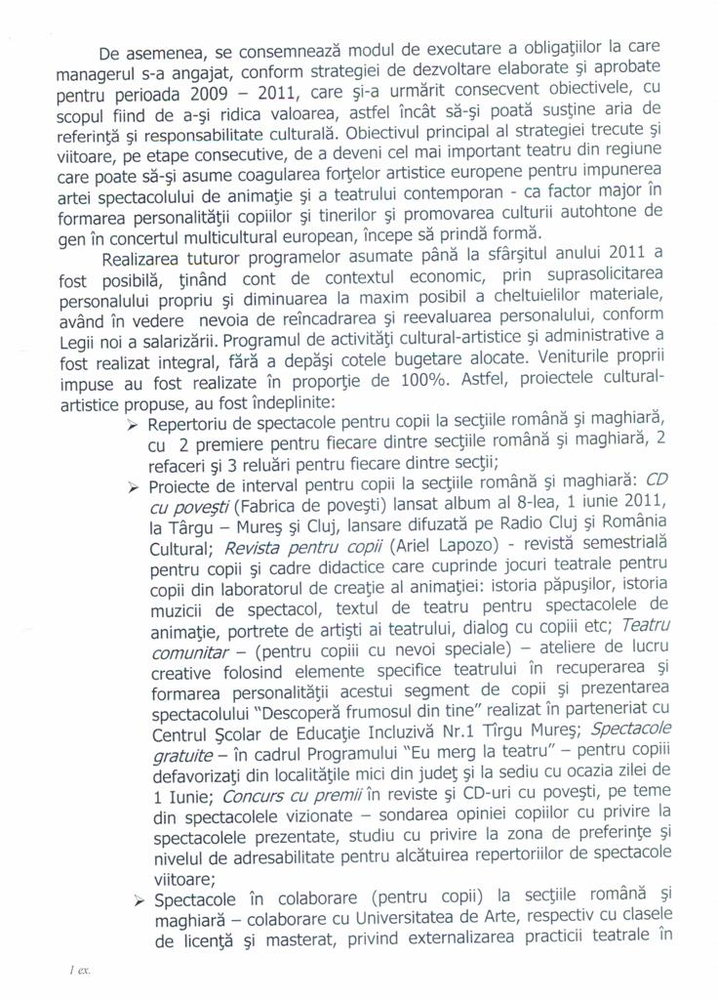 De asemenea, se consemnează modul de executare a obligaţiilor la care
managerul s-a angajat, conform strategiei de dezvoltare elaborate şi aprobate
pentru perioada 2009 – 2011, care şi-a urmărit consecvent obiectivele, cu
scopul fiind de a-şi ridica valoarea, astfel încât să-şi poată susţine aria de
referinţă şi responsabilitate culturală. Obiectivul principal al strategiei trecute şi
viitoare, pe etape consecutive, de a deveni cel mai important teatru din regiune
care poate să-şi asume coagularea forţelor artistice europene pentru impunerea
artei spectacolului de animaţie şi a teatrului contemporan - ca factor major în
formarea personalităţii copiilor şi tinerilor şi promovarea culturii autohtone de
gen în concertul multicultural european, începe să prindă formă.
Realizarea tuturor programelor asumate până la sfârşitul anului 2011 a
fost posibilă, ţinând cont de contextul economic, prin suprasolicitarea
personalului propriu şi diminuarea la maxim posibil a cheltuielilor materiale,
având în vedere nevoia de reîncadrarea şi reevaluarea personalului, conform
Legii noi a salarizării. Programul de activităţi cultural-artistice şi administrative a
fost realizat integral, fără a depăşi cotele bugetare alocate. Veniturile proprii
impuse au fost realizate în proporţie de 100%. Astfel, proiectele cultural-
artistice propuse, au fost îndeplinite:
➢ Repertoriu de spectacole pentru copii la secţiile română şi maghiară,
cu 2 premiere pentru fiecare dintre secţiile română şi maghiară, 2
refaceri şi 3 reluări pentru fiecare dintre secţii;
➢ Proiecte de interval pentru copii la secţiile română şi maghiară: CD
cu poveşti (Fabrica de poveşti) lansat album al 8-lea, 1 iunie 2011,
la Târgu – Mureş şi Cluj, lansare difuzată pe Radio Cluj şi România
Cultural; Revista pentru copii (Ariel Lapozo) - revistă semestrială
pentru copii şi cadre didactice care cuprinde jocuri teatrale pentru
copii din laboratorul de creaţie al animaţiei: istoria păpuşilor, istoria
muzicii de spectacol, textul de teatru pentru spectacolele de
animaţie, portrete de artişti ai teatrului, dialog cu copiii etc; Teatru
comunitar – (pentru copiii cu nevoi speciale) – ateliere de lucru
creative folosind elemente specifice teatrului în recuperarea şi
formarea personalităţii acestui segment de copii şi prezentarea
spectacolului "Descoperă frumosul din tine" realizat în parteneriat cu
Centrul Şcolar de Educaţie Incluzivă Nr.1 Tîrgu Mureş; Spectacole
gratuite – în cadrul Programului "Eu merg la teatru" – pentru copiii
defavorizaţi din localităţile mici din judeţ şi la sediu cu ocazia zilei de
1 Iunie; Concurs cu premii în reviste şi CD-uri cu poveşti, pe teme
din spectacolele vizionate – sondarea opiniei copiilor cu privire la
spectacolele prezentate, studiu cu privire la zona de preferinţe şi
nivelul de adresabilitate pentru alcătuirea repertoriilor de spectacole
viitoare;
➢ Spectacole în colaborare (pentru copii) la secţiile română şi
maghiară – colaborare cu Universitatea de Arte, respectiv cu clasele
de licenţă şi masterat, privind externalizarea practicii teatrale în
1 ex.